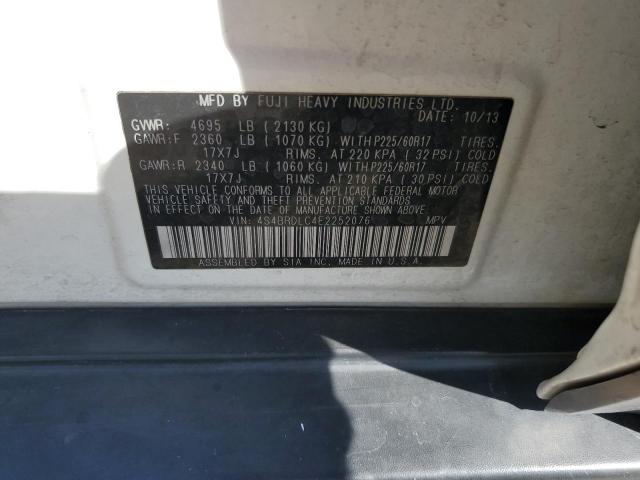 MFD BY FUJI HEAVY INDUSTRIES LTD.
DATE: 10/13
GVWR: 4695 LB (2130 KG)
GAWR:F 2360 LB (1070 KG) WITH P225/60R17 TIRES.
17X7J RIMS. AT 220 KPA (32 PSI) COLD
GAWR:R 2340 LB (1060 KG) WITH P225/60R17 TIRES.
17X7J RIMS. AT 210 KPA (30 PSI) COLD
THIS VEHICLE CONFORMS TO ALL APPLICABLE FEDERAL MOTOR
VEHICLE SAFETY AND THEFT PREVENTION STANDARDS
IN EFFECT ON THE DATE OF MANUFACTURE SHOWN ABOVE.
VIN: 4S4BRDLC4E2252076 MPV
ASSEMBLED BY SIA INC. MADE IN U.S.A.